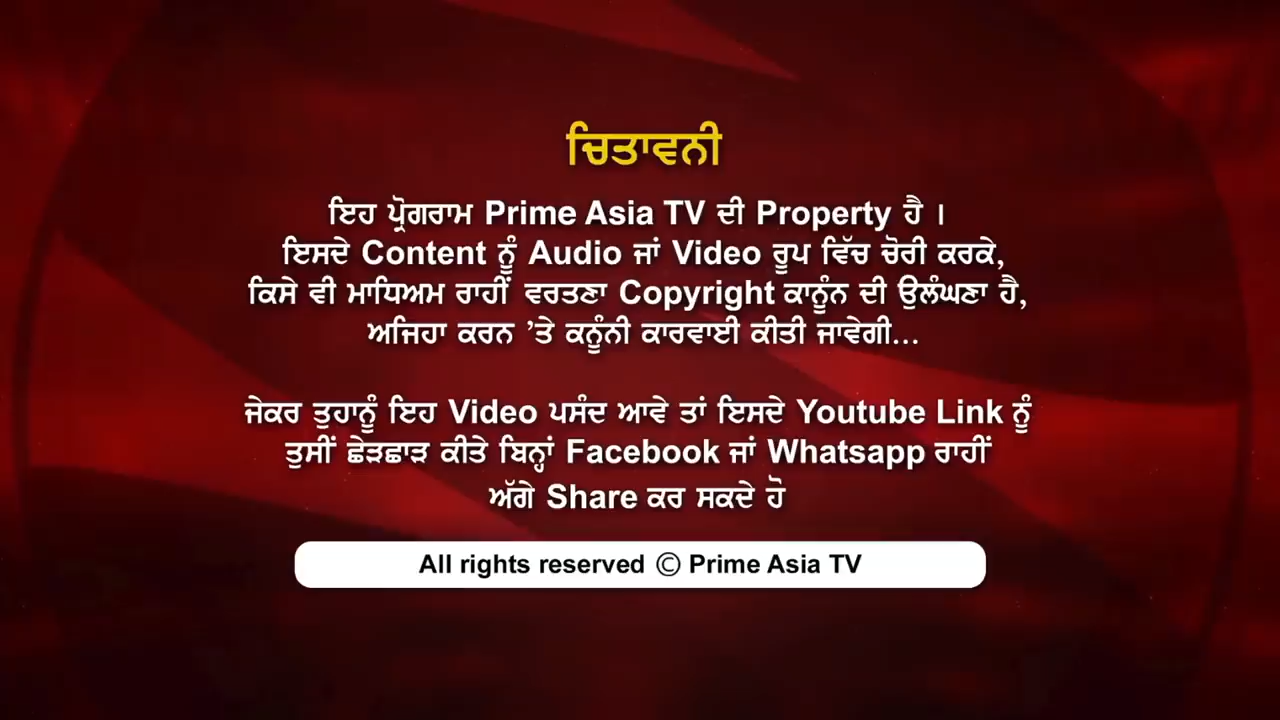 ਚਿਤਾਵਨੀ
ਇਹ ਪ੍ਰੋਗਰਾਮ Prime Asia TV ਦੀ Property ਹੈ ।
ਇਸਦੇ Content ਨੂੰ Audio ਜਾਂ Video ਰੂਪ ਵਿੱਚ ਚੋਰੀ ਕਰਕੇ,
ਕਿਸੇ ਵੀ ਮਾਧਿਅਮ ਰਾਹੀਂ ਵਰਤਣਾ Copyright ਕਾਨੂੰਨ ਦੀ ਉਲੰਘਣਾ ਹੈ,
ਅਜਿਹਾ ਕਰਨ ’ਤੇ ਕਨੂੰਨੀ ਕਾਰਵਾਈ ਕੀਤੀ ਜਾਵੇਗੀ...
ਜੇਕਰ ਤੁਹਾਨੂੰ ਇਹ Video ਪਸੰਦ ਆਵੇ ਤਾਂ ਇਸਦੇ Youtube Link ਨੂੰ
ਤੁਸੀਂ ਛੇੜਛਾੜ ਕੀਤੇ ਬਿਨ੍ਹਾਂ Facebook ਜਾਂ Whatsapp ਰਾਹੀਂ
ਅੱਗੇ Share ਕਰ ਸਕਦੇ ਹੋ
All rights reserved © Prime Asia TV